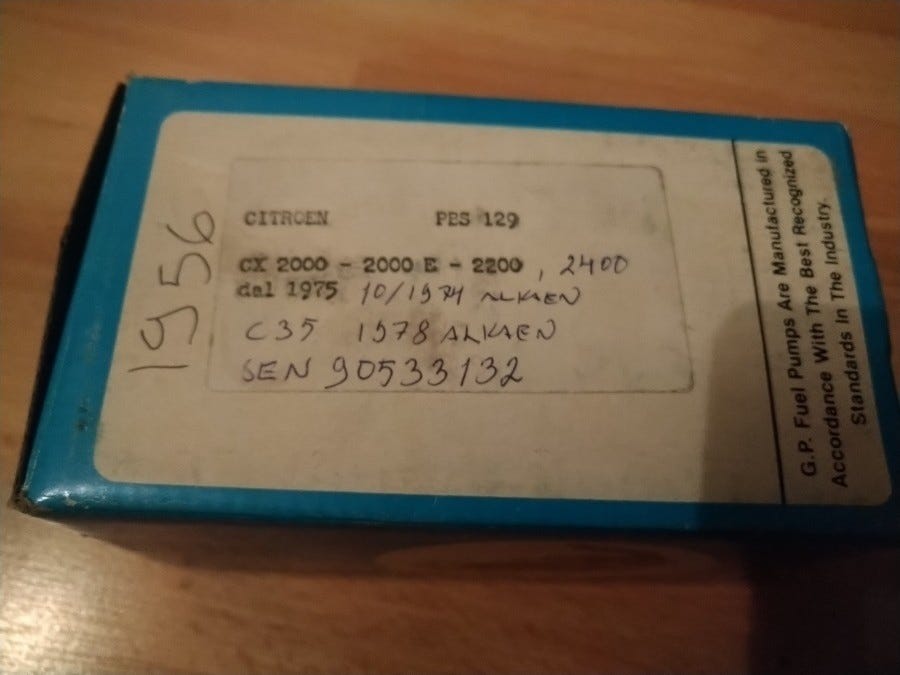 CITROEN PES 129
CX 2000 - 2000 E - 2200 , 2400
dal 1975 10/1974 ALKAEN
C35 1978 ALKAEN
SEN 90533132
1956
G.P. Fuel Pumps Are Manufactured in
Accordance With The Best Recognized
Standards In The Industry.